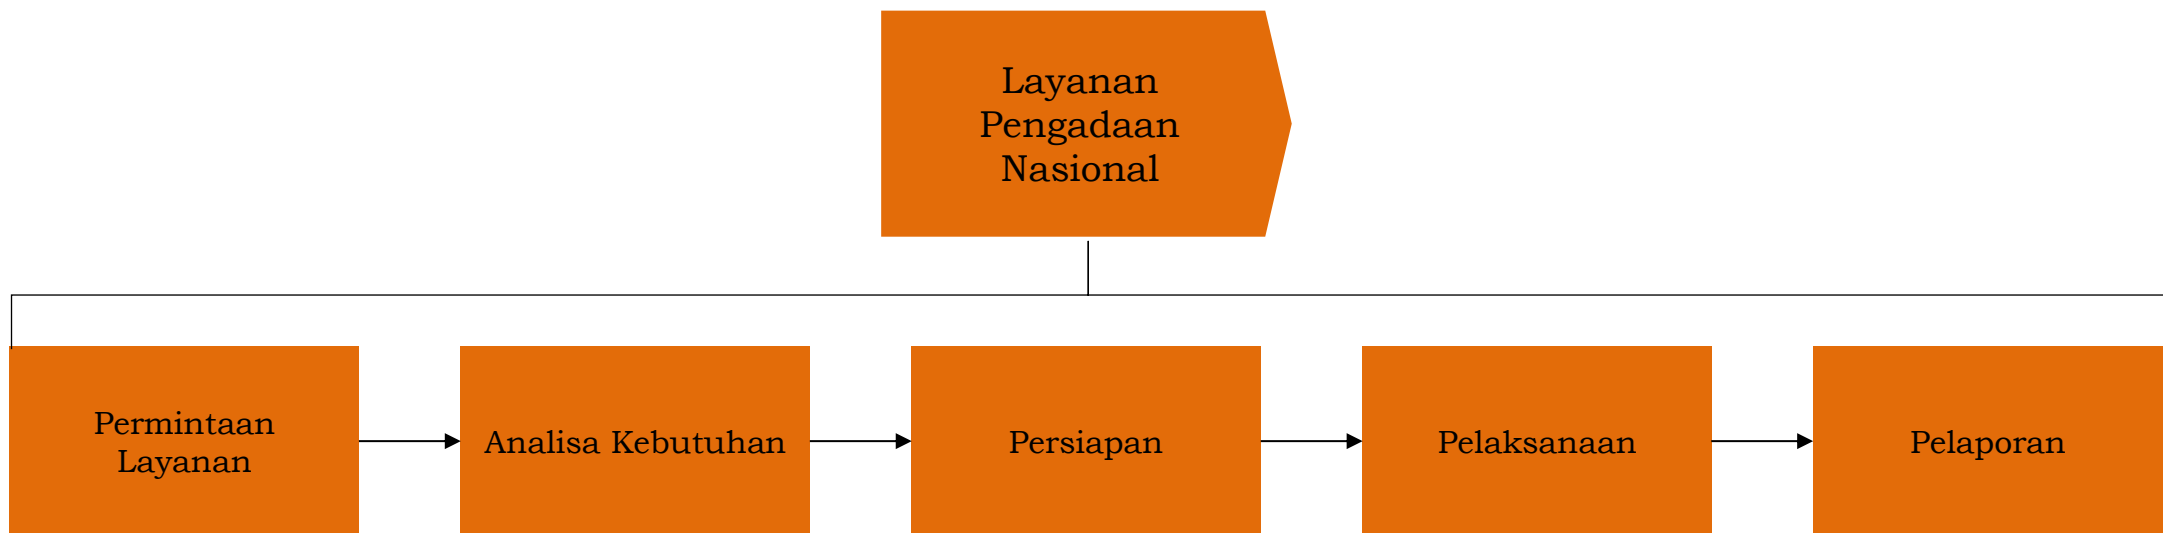 Layanan
Pengadaan
Nasional
Permintaan
Layanan
Analisa Kebutuhan
Persiapan
Pelaksanaan
Pelaporan